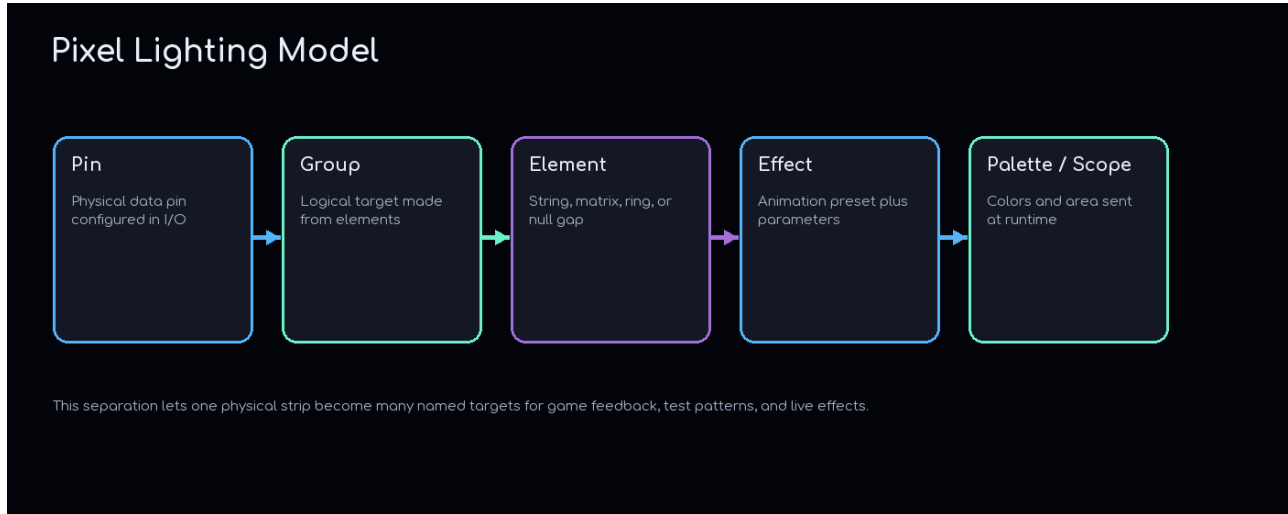 Pixel Lighting Model
Pin
Physical data pin
configured in I/O
Group
Logical target made
from elements
Element
String, matrix, ring, or
null gap
Effect
Animation preset plus
parameters
Palette / Scope
Colors and area sent
at runtime
This separation lets one physical strip become many named targets for game feedback, test patterns, and live effects.